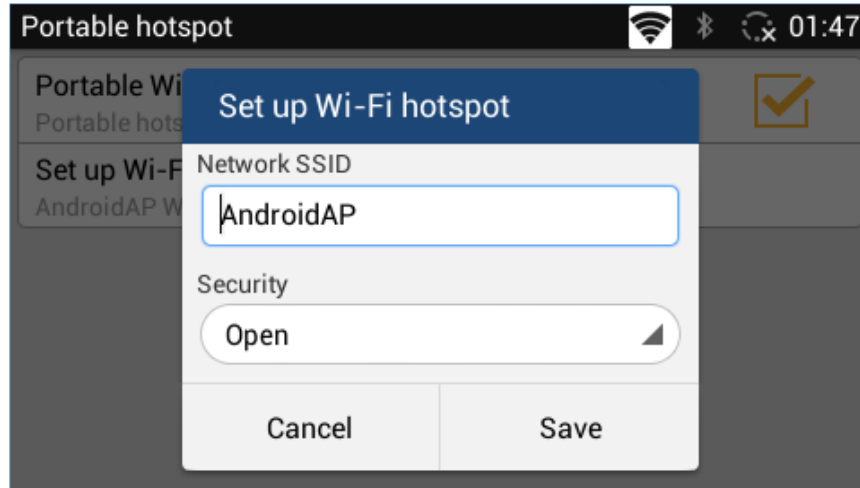 Portable hotspot 01:47
Portable Wi
Portable hots
Set up Wi-F
AndroidAP W
Set up Wi-Fi hotspot
Network SSID
AndroidAP
Security
Open
Cancel Save